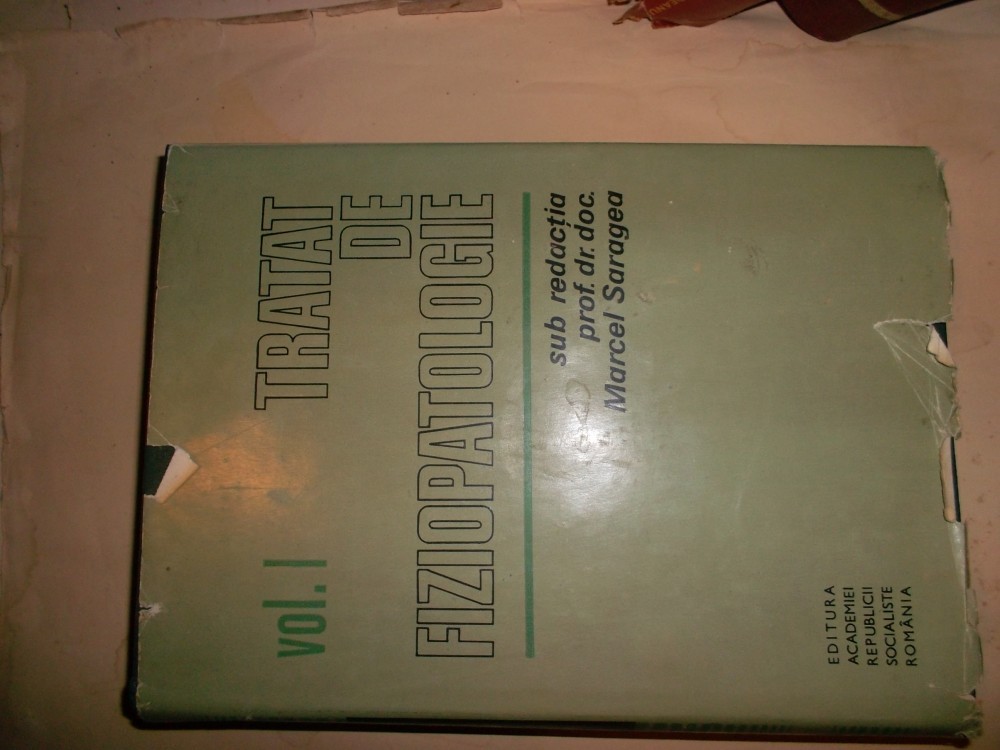 vol. I
TRATAT
DE
FIZIOPATOLOGIE
sub redacția
prof. dr. doc.
Marcel Saragea
EDITURA
ACADEMIEI
REPUBLICII
SOCIALISTE
ROMÂNIA